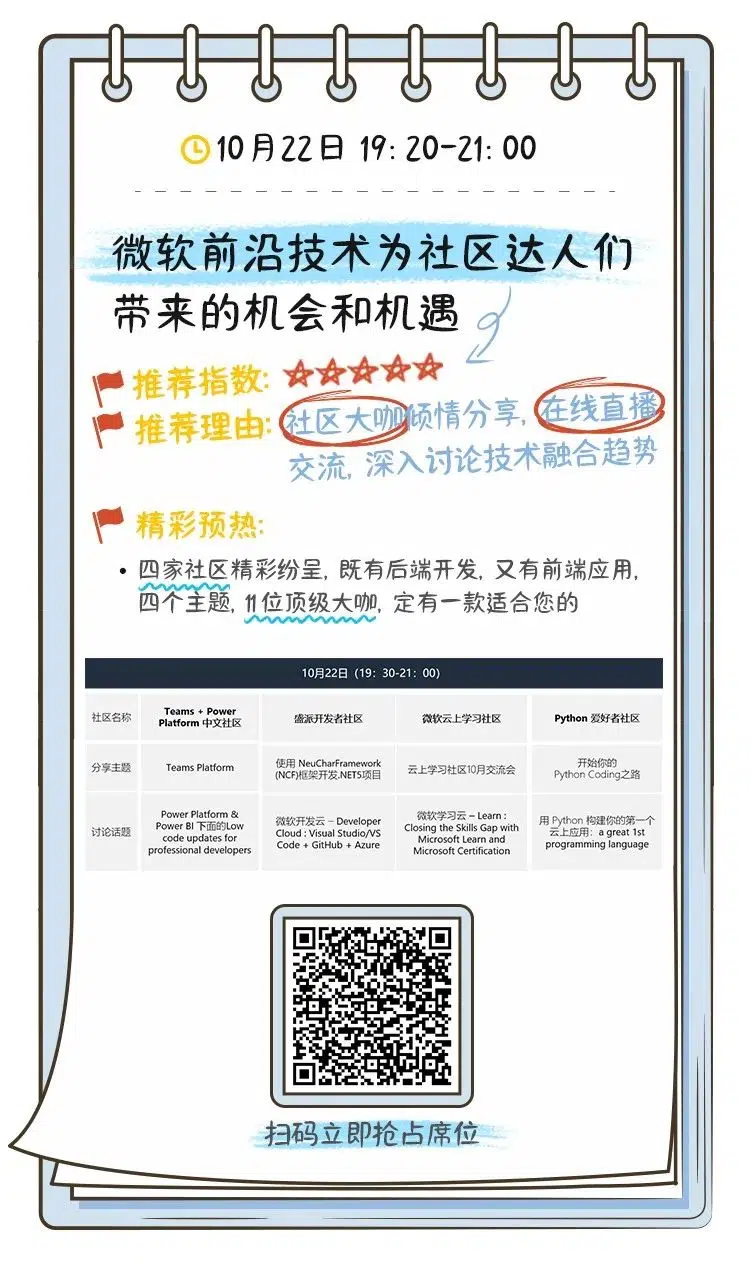 10月22日 19: 20-21: 00
微软前沿技术为社区达人们
带来的机会和机遇
推荐指数:
推荐理由: 社区大咖倾情分享, 在线直播
交流, 深入讨论技术融合趋势
精彩预热:
• 四家社区精彩纷呈, 既有后端开发, 又有前端应用,
四个主题, 11位顶级大咖, 定有一款适合您的
10月22日（19：30-21：00）
社区名称
Teams + Power
Platform 中文社区
盛派开发者社区
微软云上学习社区
Python 爱好者社区
分享主题
Teams Platform
使用 NeuCharFramework
(NCF)框架开发.NET5项目
云上学习社区10月交流会
开始你的
Python Coding之路
讨论话题
Power Platform &
Power BI 下面的Low
code updates for
professional developers
微软开发云 – Developer
Cloud : Visual Studio/VS
Code + GitHub + Azure
微软学习云 – Learn :
Closing the Skills Gap with
Microsoft Learn and
Microsoft Certification
用 Python 构建你的第一个
云上应用：a great 1st
programming language
扫码立即抢占席位